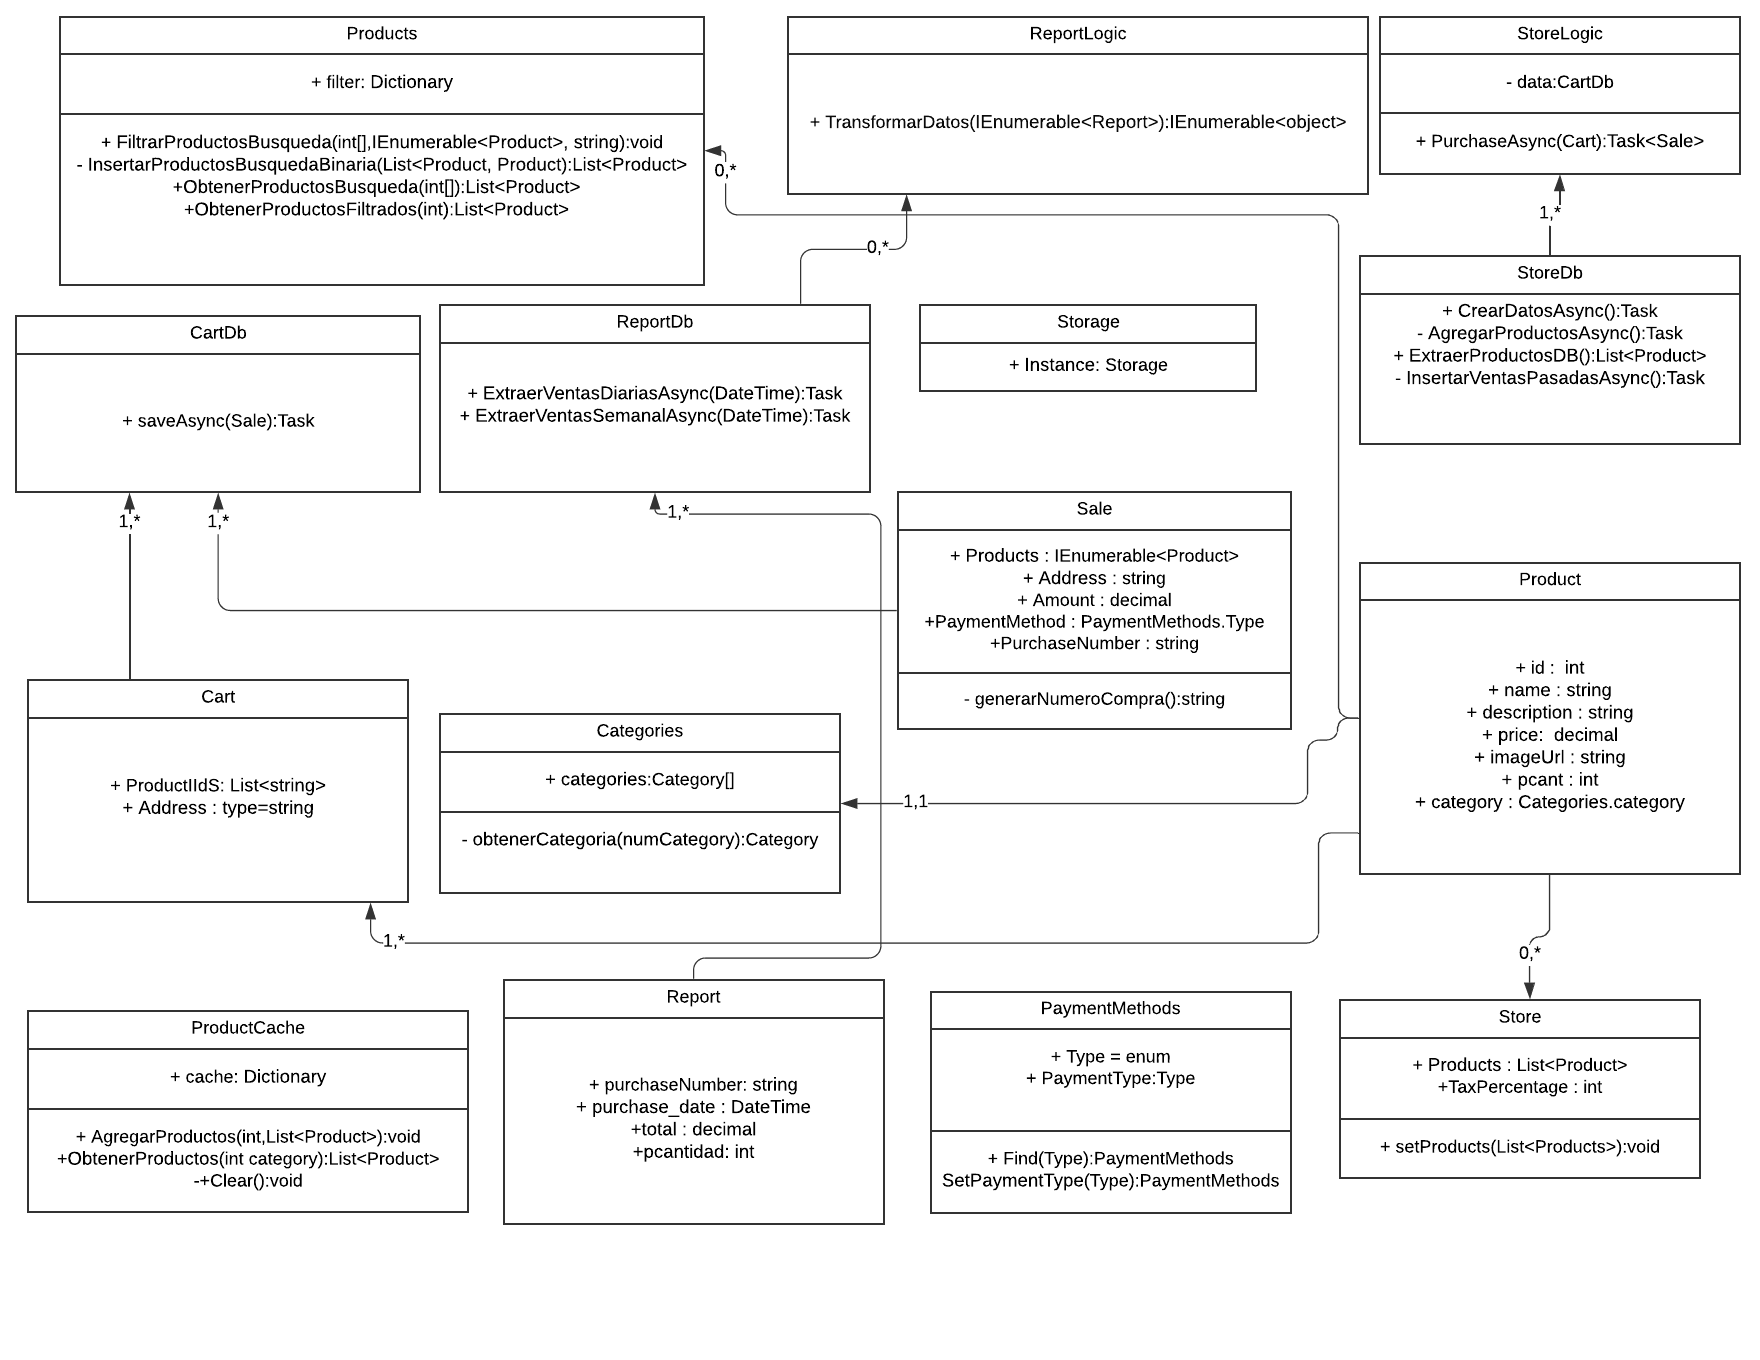 Products
+ filter: Dictionary
+ FiltrarProductosBusqueda(int[],IEnumerable<Product>, string):void
- InsertarProductosBusquedaBinaria(List<Product, Product):List<Product>
+ObtenerProductosBusqueda(int[]):List<Product>
+ObtenerProductosFiltrados(int):List<Product>
0,*
ReportLogic
+ TransformarDatos(IEnumerable<Report>):IEnumerable<object>
0,*
StoreLogic
- data:CartDb
+ PurchaseAsync(Cart):Task<Sale>
1,*
StoreDb
+ CrearDatosAsync():Task
- AgregarProductosAsync():Task
+ ExtraerProductosDB():List<Product>
- InsertarVentasPasadasAsync():Task
CartDb
+ saveAsync(Sale):Task
1,*
1,*
ReportDb
+ ExtraerVentasDiariasAsync(DateTime):Task
+ ExtraerVentasSemanalAsync(DateTime):Task
1,*
Storage
+ Instance: Storage
Sale
+ Products : IEnumerable<Product>
+ Address : string
+ Amount : decimal
+PaymentMethod : PaymentMethods.Type
+PurchaseNumber : string
- generarNumeroCompra():string
Product
+ id :  int
+ name : string
+ description : string
+ price:  decimal
+ imageUrl : string
+ pcant : int
+ category : Categories.category
Cart
+ ProductIIdS: List<string>
+ Address : type=string
1,*
Categories
+ categories:Category[]
- obtenerCategoria(numCategory):Category
1,1
0,*
ProductCache
+ cache: Dictionary
+ AgregarProductos(int,List<Product>):void
+ObtenerProductos(int category):List<Product>
-+Clear():void
Report
+ purchaseNumber: string
+ purchase_date : DateTime
+total : decimal
+pcantidad: int
PaymentMethods
+ Type = enum
+ PaymentType:Type
+ Find(Type):PaymentMethods
SetPaymentType(Type):PaymentMethods
Store
+ Products : List<Product>
+TaxPercentage : int
+ setProducts(List<Products>):void